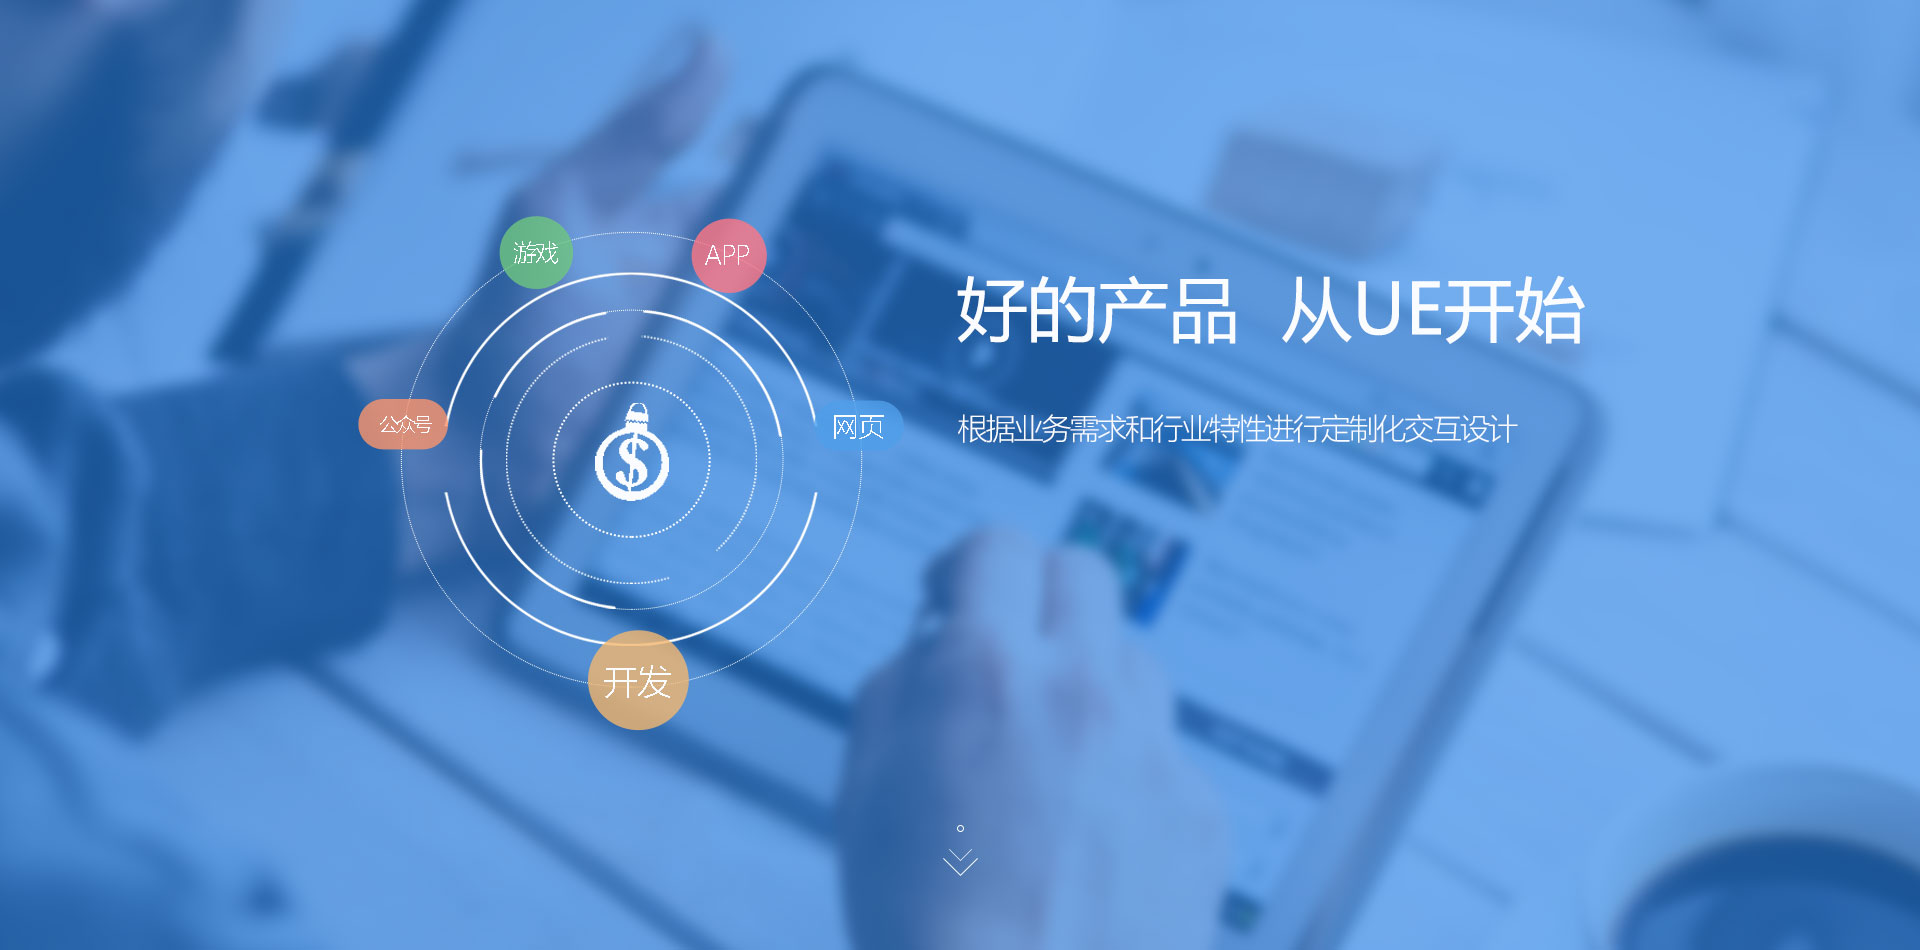 游戏
APP
好的产品 从UE开始
公众号
网页
根据业务需求和行业特性进行定制化交互设计
$
开发